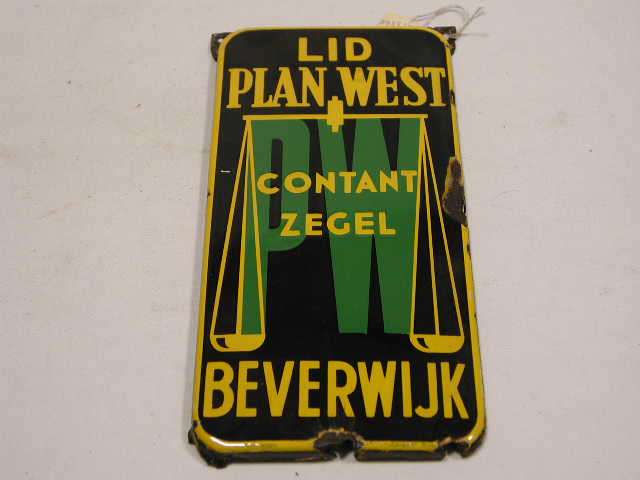 LID
PLAN WEST
PW
CONTANT
ZEGEL
BEVERWIJK